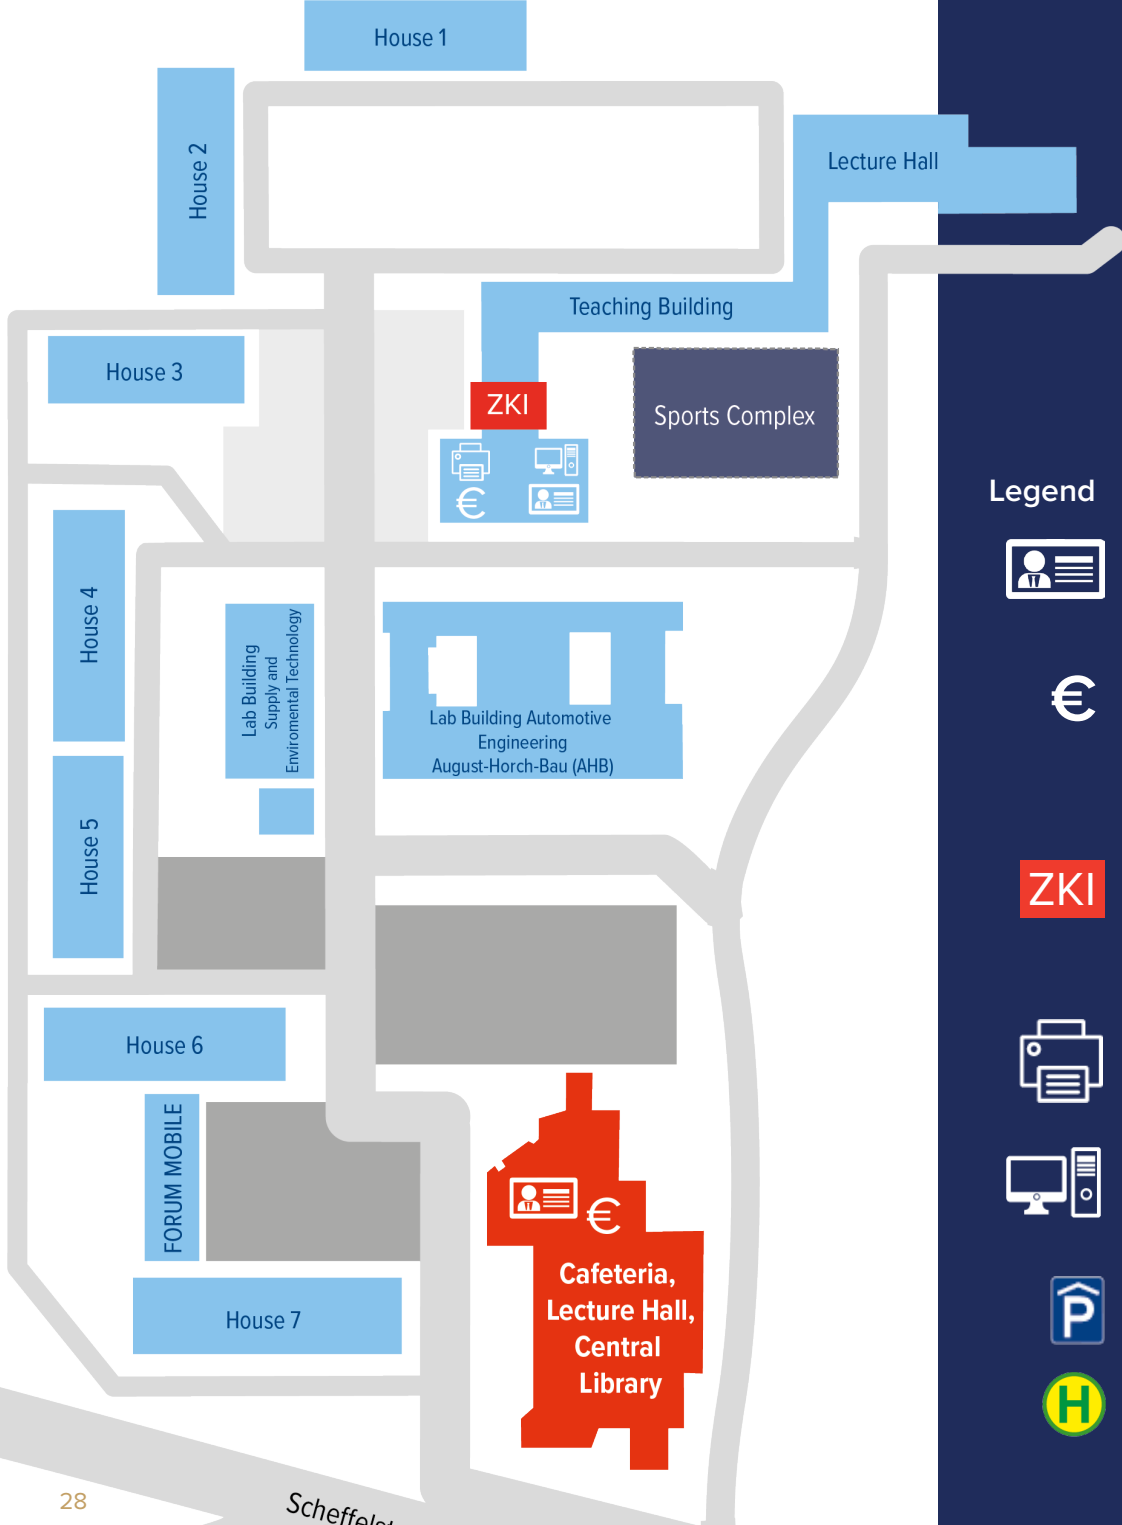 House 1
House 2
Lecture Hall
Teaching Building
House 3
ZKI
Sports Complex
€
Legend
House 4
Lab Building
Supply and
Enviromental Technology
€
Lab Building Automotive
Engineering
August-Horch-Bau (AHB)
House 5
ZKI
House 6
FORUM MOBILE
€
Cafeteria,
Lecture Hall,
Central
Library
House 7
P
H
28